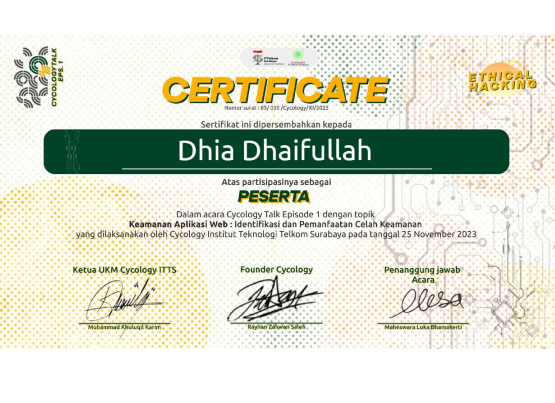 CYCOLOGYTALK
EPS. 1
CERTIFICATE
Nomor surat : 05/ 036 /Cycology/XI/2023
ETHICAL
HACKING
Sertifikat ini dipersembahkan kepada
Dhia Dhaifullah
Atas partisipasinya sebagai
PESERTA
Dalam acara Cycology Talk Episode 1 dengan topik
Keamanan Aplikasi Web : Identifikasi dan Pemanfaatan Celah Keamanan
yang dilaksanakan oleh Cycology Institut Teknologi Telkom Surabaya pada tanggal 25 November 2023
Ketua UKM Cycology ITTS
Muhammad Khuluqil Karim
Founder Cycology
Rayhan Zahwan Saleh
Penanggung jawab
Acara
Maheswara Loka Bhamakerti